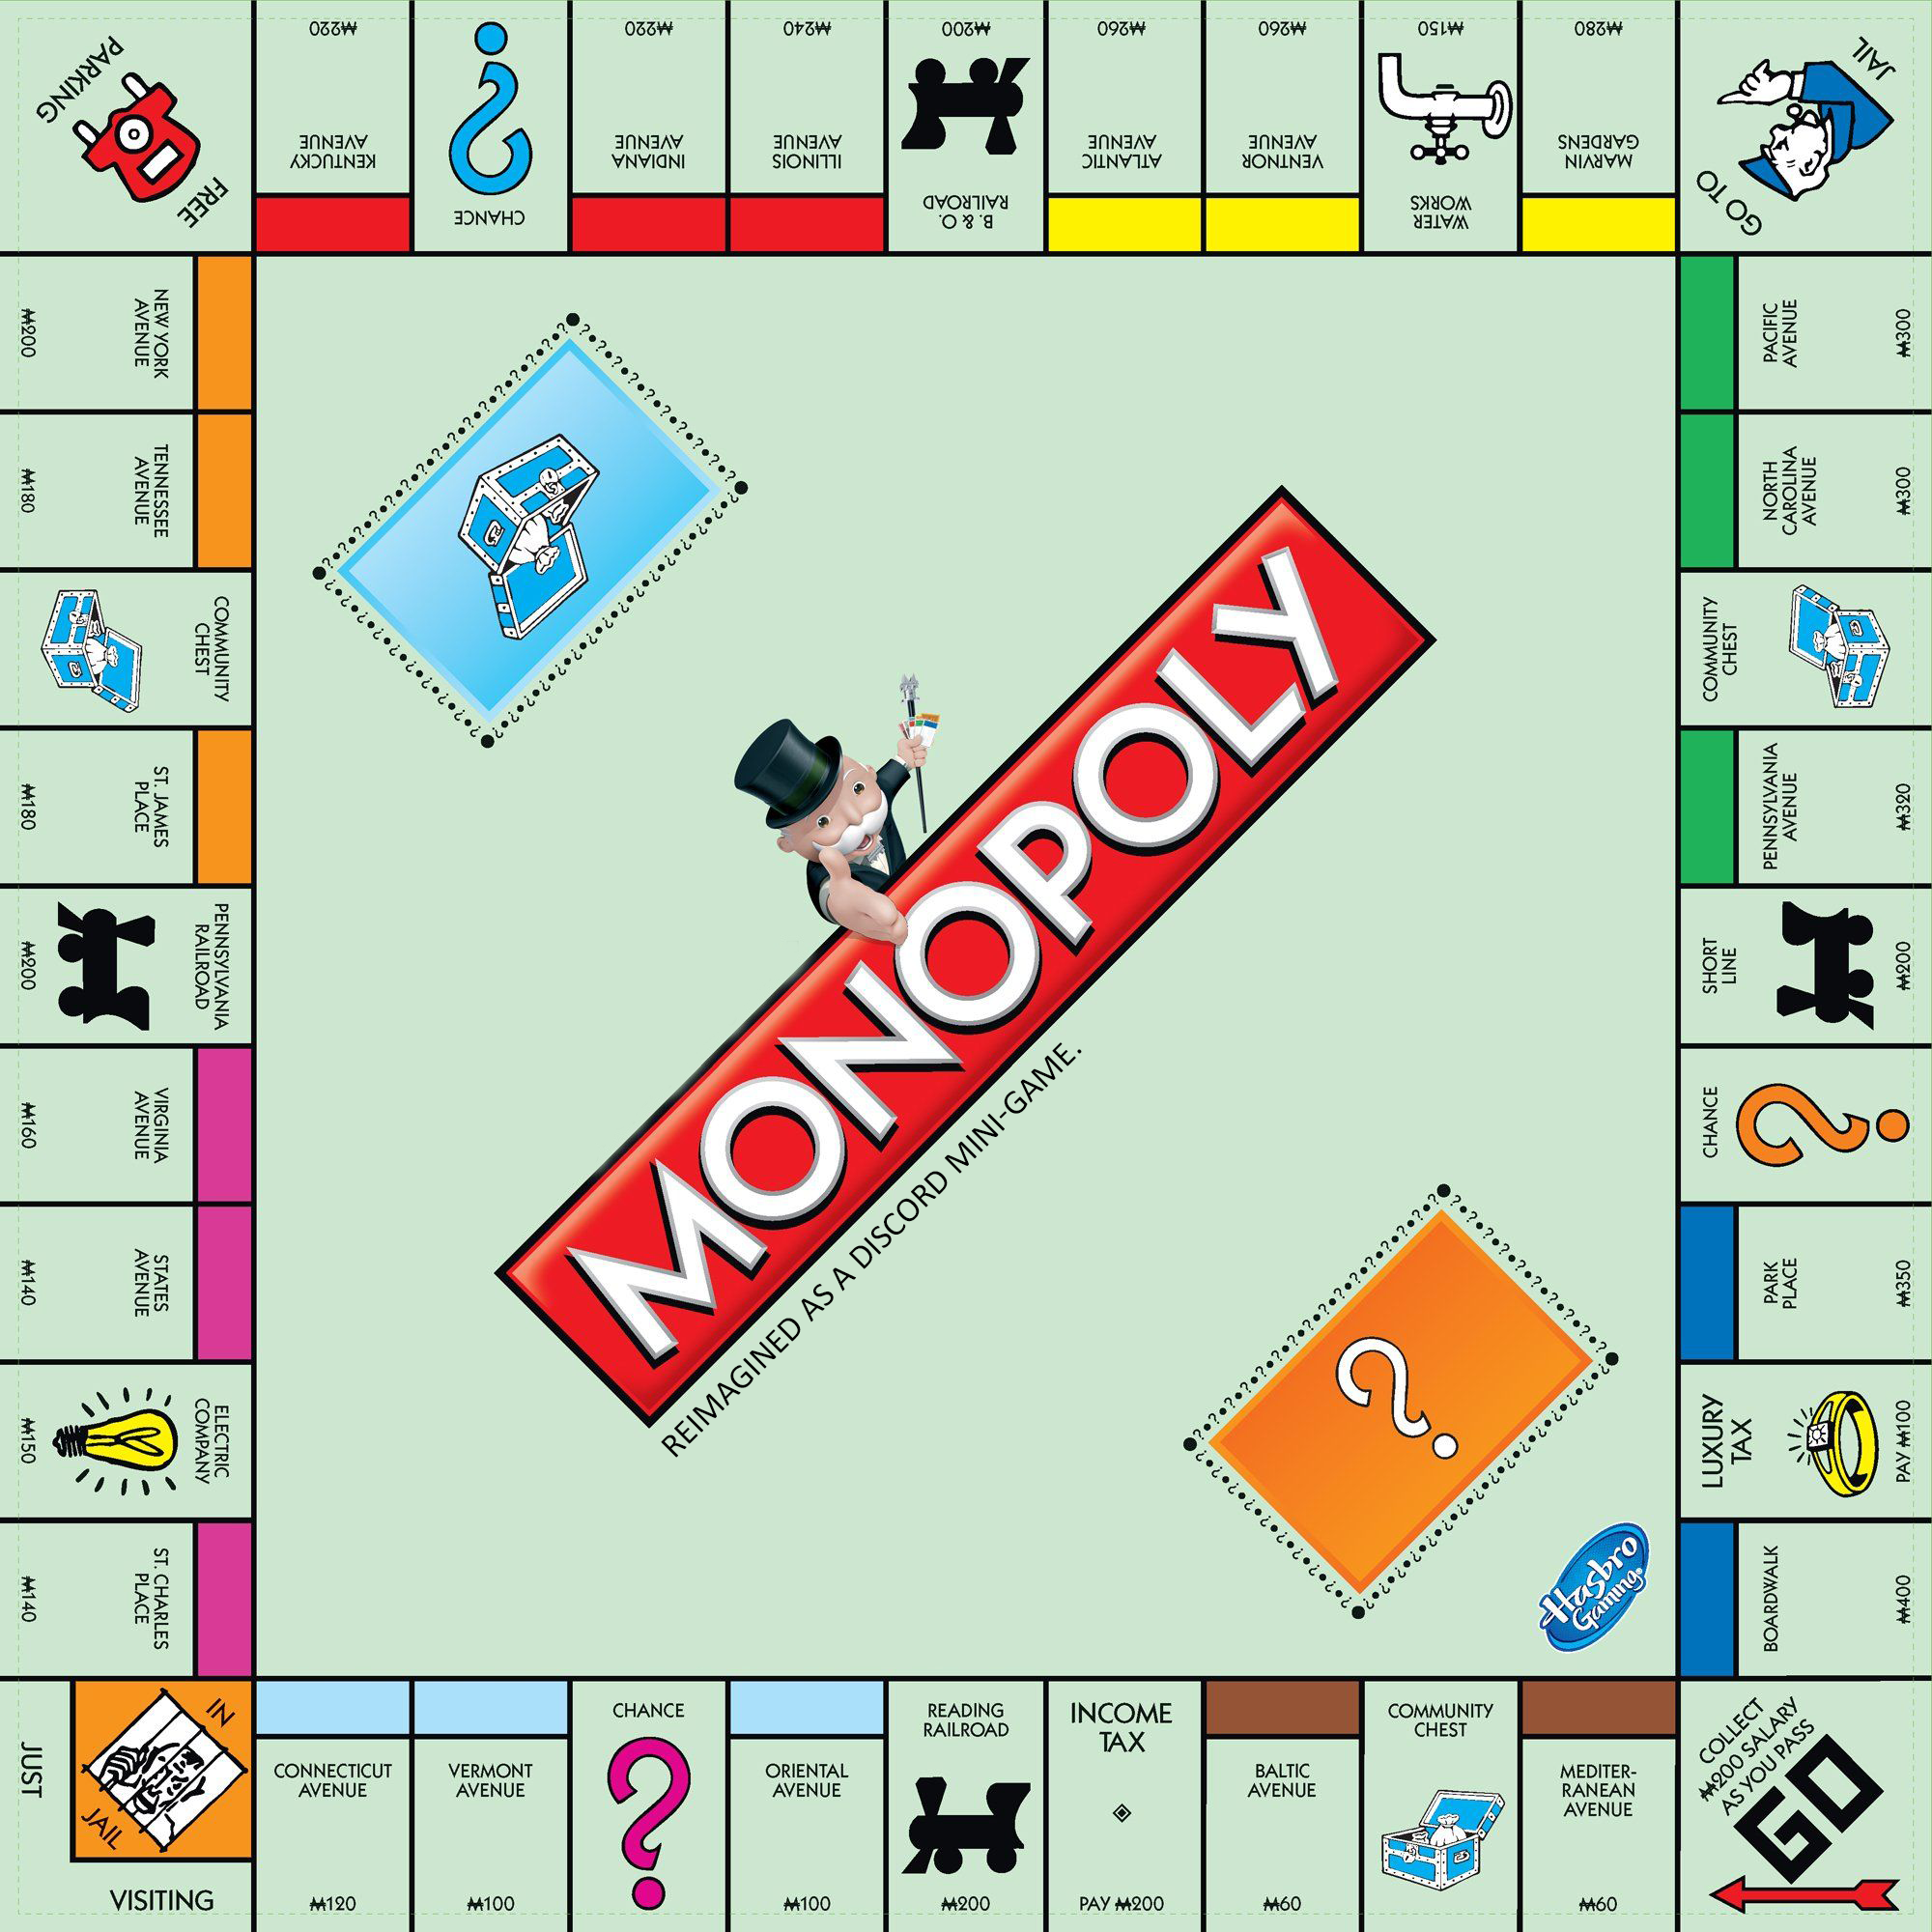 ₩220
KENTUCKY
AVENUE
CHANCE
₩220
INDIANA
AVENUE
₩240
ILLINOIS
AVENUE
₩200
B. & O.
RAILROAD
₩260
ATLANTIC
AVENUE
₩260
VENTNOR
AVENUE
₩150
WATER
WORKS
₩280
MARVIN
GARDENS
GO TO
JAIL
FREE
PARKING
NEW YORK
AVENUE
₩200
TENNESSEE
AVENUE
₩180
COMMUNITY
CHEST
ST. JAMES
PLACE
₩180
PENNSYLVANIA
RAILROAD
₩200
VIRGINIA
AVENUE
₩160
STATES
AVENUE
₩140
ELECTRIC
COMPANY
₩150
ST. CHARLES
PLACE
₩140
PACIFIC
AVENUE
₩300
NORTH
CAROLINA
AVENUE
₩300
COMMUNITY
CHEST
PENNSYLVANIA
AVENUE
₩320
SHORT
LINE
₩200
CHANCE
PARK
PLACE
₩350
LUXURY
TAX
PAY ₩100
BOARDWALK
₩400
MONOPOLY
REIMAGINED AS A DISCORD MINI-GAME.
Hasbro
Gaming
IN
JAIL
JUST
VISITING
CONNECTICUT
AVENUE
₩120
VERMONT
AVENUE
₩100
CHANCE
ORIENTAL
AVENUE
₩100
READING
RAILROAD
₩200
INCOME
TAX
PAY ₩200
BALTIC
AVENUE
₩60
COMMUNITY
CHEST
MEDITER-
RANEAN
AVENUE
₩60
COLLECT
₩200 SALARY
AS YOU PASS
GO